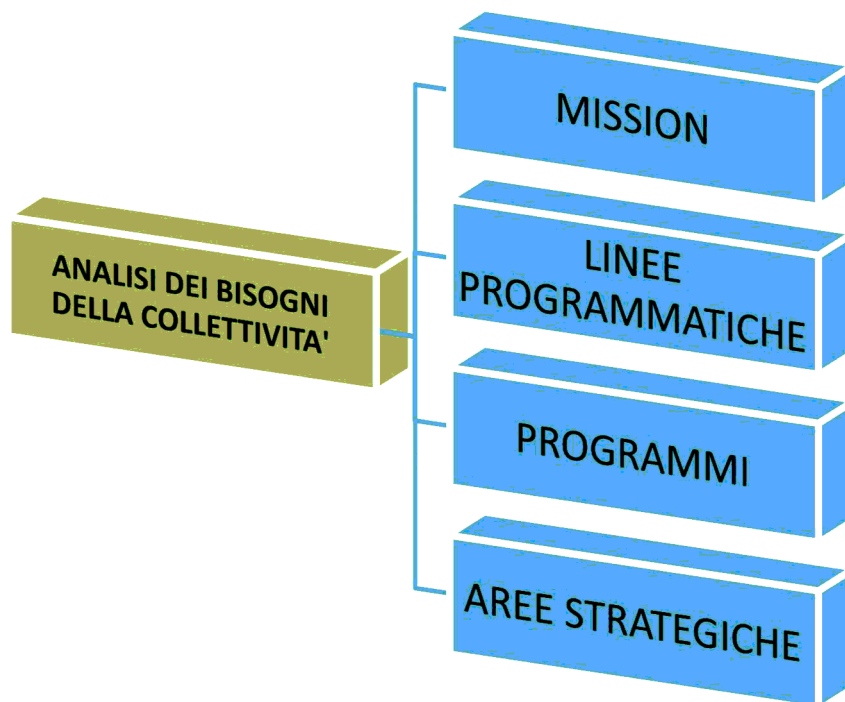 MISSION
ANALISI DEI BISOGNI
DELLA COLLETTIVITA'
LINEE
PROGRAMMATICHE
PROGRAMMI
AREE STRATEGICHE